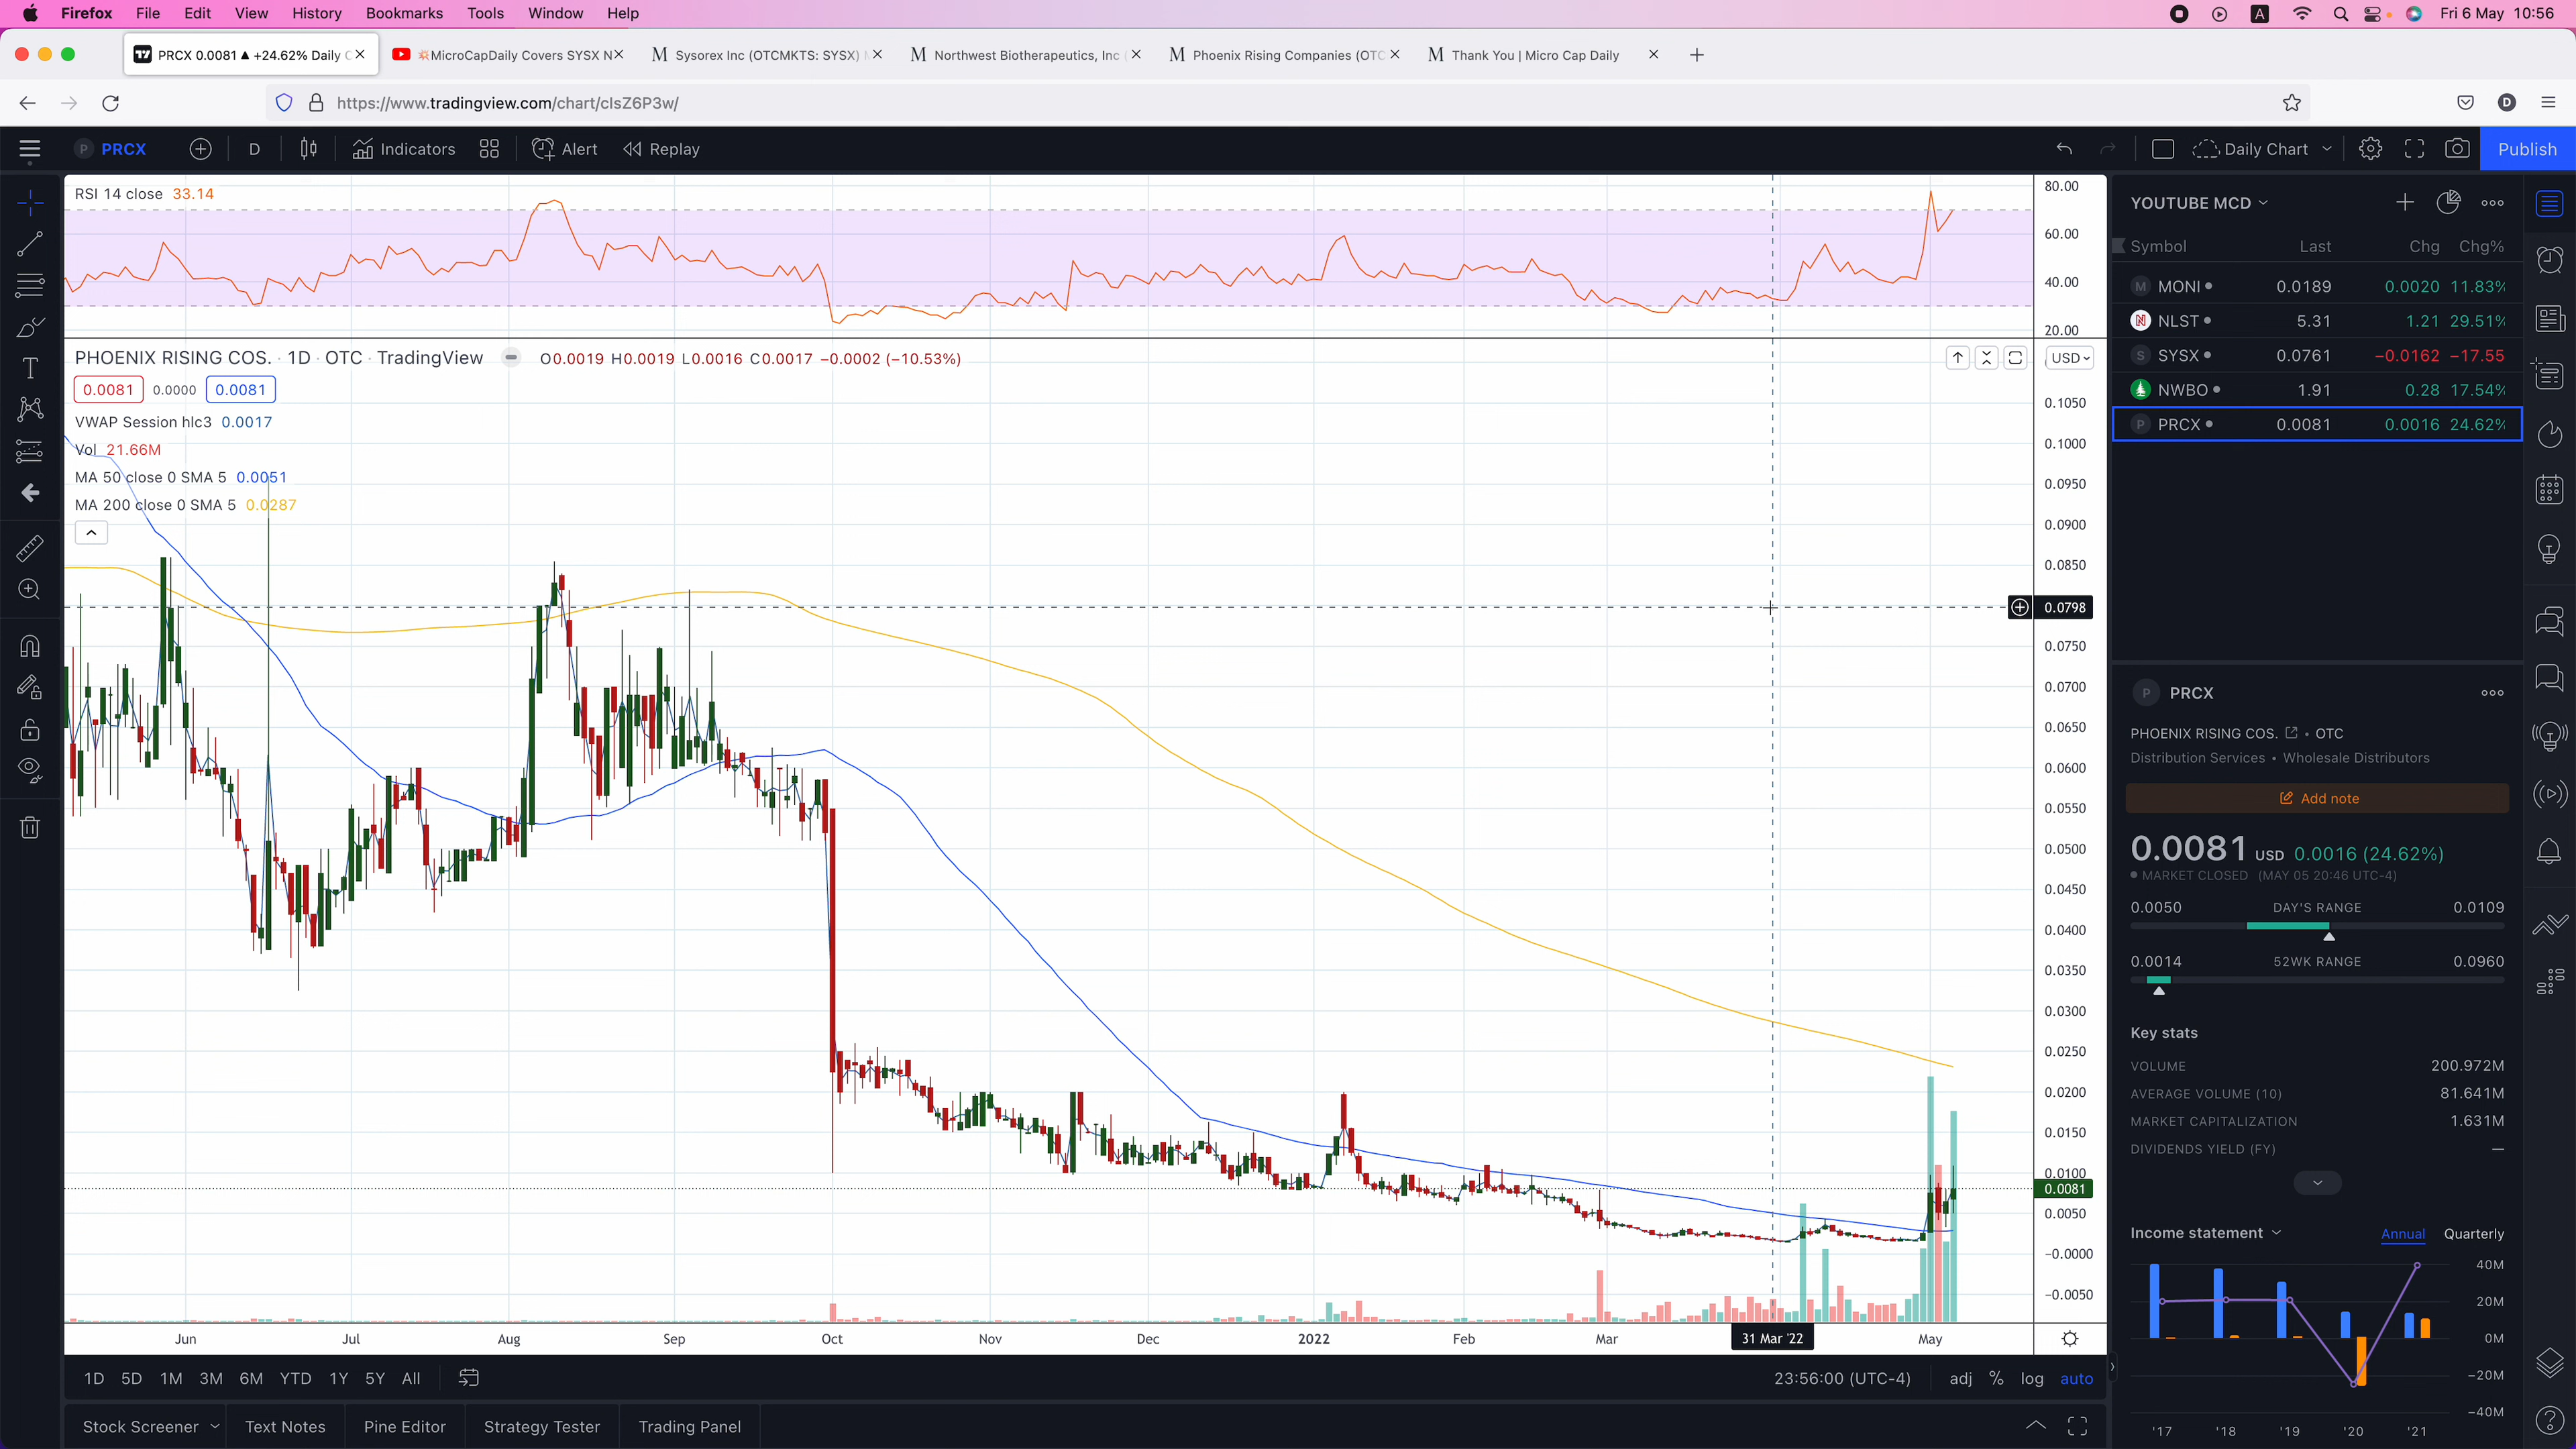 Firefox File Edit View History Bookmarks Tools Window Help
A Fri 6 May 10:56
PRCX 0.0081 ▲ +24.62% Daily C
MicroCapDaily Covers SYSX N
M Sysorex Inc (OTCMKTS: SYSX)
M Northwest Biotherapeutics, Inc (
M Phoenix Rising Companies (OTC
M Thank You | Micro Cap Daily
https://www.tradingview.com/chart/clsZ6P3w/
D
P PRCX D Indicators Alert Replay Daily Chart Publish
RSI 14 close 33.14
80.00
60.00
40.00
20.00
PHOENIX RISING COS. · 1D · OTC · TradingView O0.0019 H0.0019 L0.0016 C0.0017 −0.0002 (−10.53%)
USD
0.0081 0.0000 0.0081
VWAP Session hlc3 0.0017
Vol 21.66M
MA 50 close 0 SMA 5 0.0051
MA 200 close 0 SMA 5 0.0287
0.1050
0.1000
0.0950
0.0900
0.0850
0.0798
0.0750
0.0700
0.0650
0.0600
0.0550
0.0500
0.0450
0.0400
0.0350
0.0300
0.0250
0.0200
0.0150
0.0100
0.0081
0.0050
−0.0000
−0.0050
Jun Jul Aug Sep Oct Nov Dec 2022 Feb Mar 31 Mar '22 May
1D 5D 1M 3M 6M YTD 1Y 5Y All
23:56:00 (UTC-4) adj % log auto
Stock Screener Text Notes Pine Editor Strategy Tester Trading Panel
YOUTUBE MCD
Symbol Last Chg Chg%
M MONI 0.0189 0.0020 11.83%
NLST 5.31 1.21 29.51%
S SYSX 0.0761 −0.0162 −17.55
NWBO 1.91 0.28 17.54%
P PRCX 0.0081 0.0016 24.62%
P PRCX
PHOENIX RISING COS. • OTC
Distribution Services • Wholesale Distributors
Add note
0.0081 USD 0.0016 (24.62%)
MARKET CLOSED (MAY 05 20:46 UTC-4)
0.0050 DAY'S RANGE 0.0109
0.0014 52WK RANGE 0.0960
Key stats
VOLUME 200.972M
AVERAGE VOLUME (10) 81.641M
MARKET CAPITALIZATION 1.631M
DIVIDENDS YIELD (FY) —
Income statement Annual Quarterly
40M
20M
0M
−20M
−40M
'17 '18 '19 '20 '21